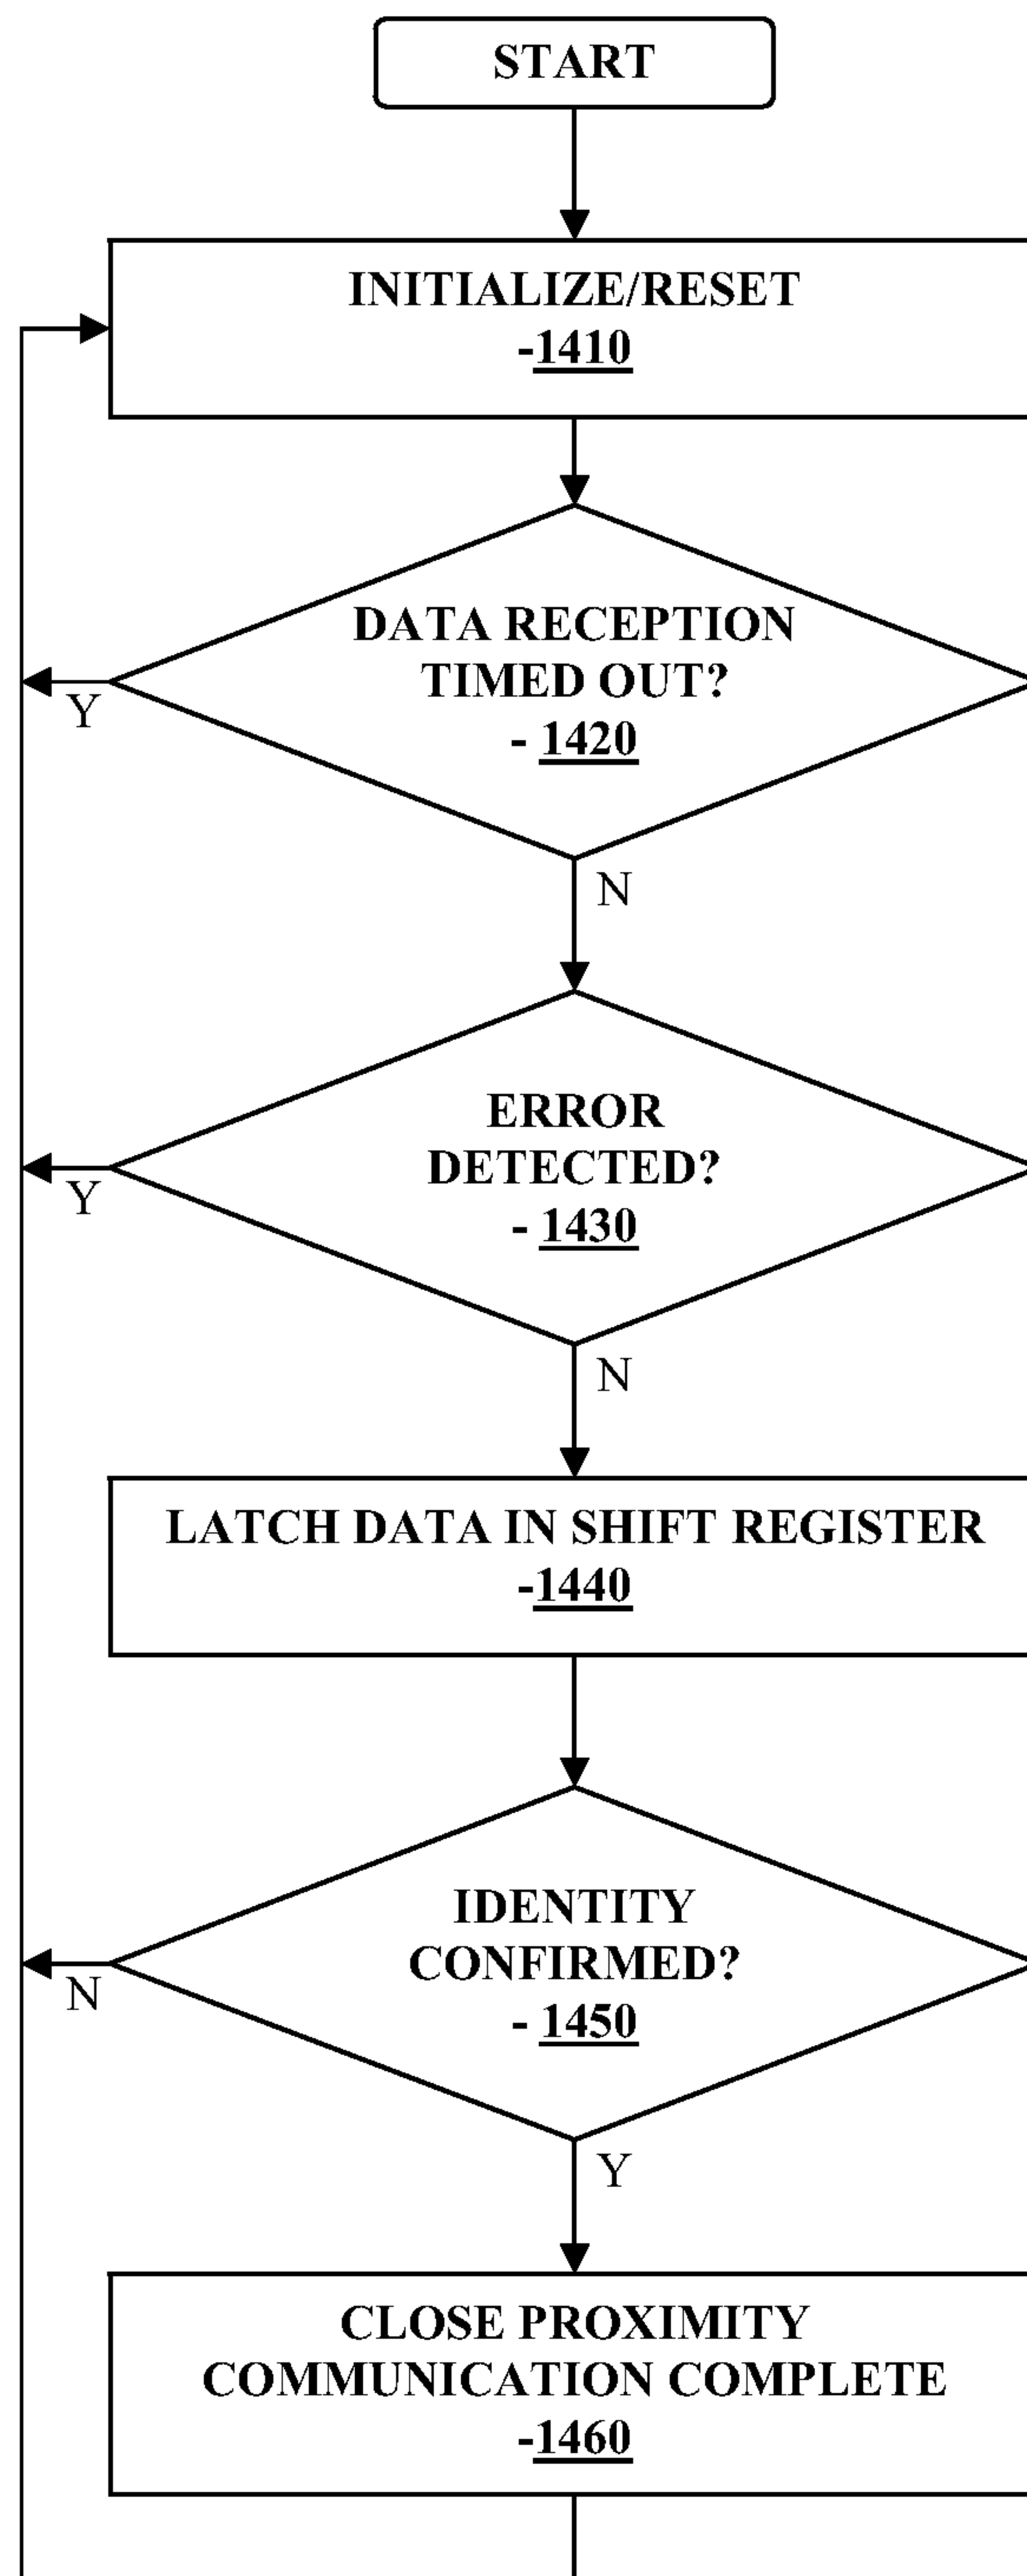 START
INITIALIZE/RESET
-1410
DATA RECEPTION
TIMED OUT?
- 1420
Y
N
ERROR
DETECTED?
- 1430
Y
N
LATCH DATA IN SHIFT REGISTER
-1440
IDENTITY
CONFIRMED?
- 1450
N
Y
CLOSE PROXIMITY
COMMUNICATION COMPLETE
-1460